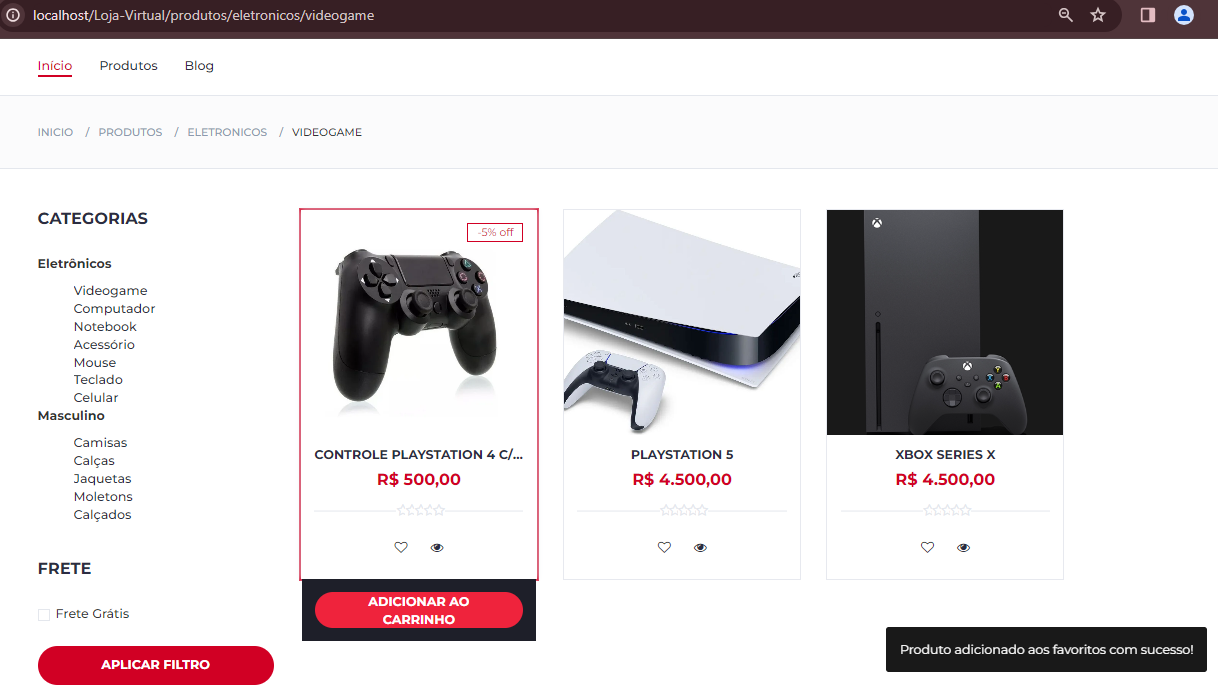 localhost/Loja-Virtual/produtos/eletronicos/videogame
Início Produtos Blog
INICIO / PRODUTOS / ELETRONICOS / VIDEOGAME
CATEGORIAS
Eletrônicos
Videogame
Computador
Notebook
Acessório
Mouse
Teclado
Celular
Masculino
Camisas
Calças
Jaquetas
Moletons
Calçados
FRETE
Frete Grátis
APLICAR FILTRO
-5% off
CONTROLE PLAYSTATION 4 C/...
R$ 500,00
ADICIONAR AO
CARRINHO
PLAYSTATION 5
R$ 4.500,00
XBOX SERIES X
R$ 4.500,00
Produto adicionado aos favoritos com sucesso!